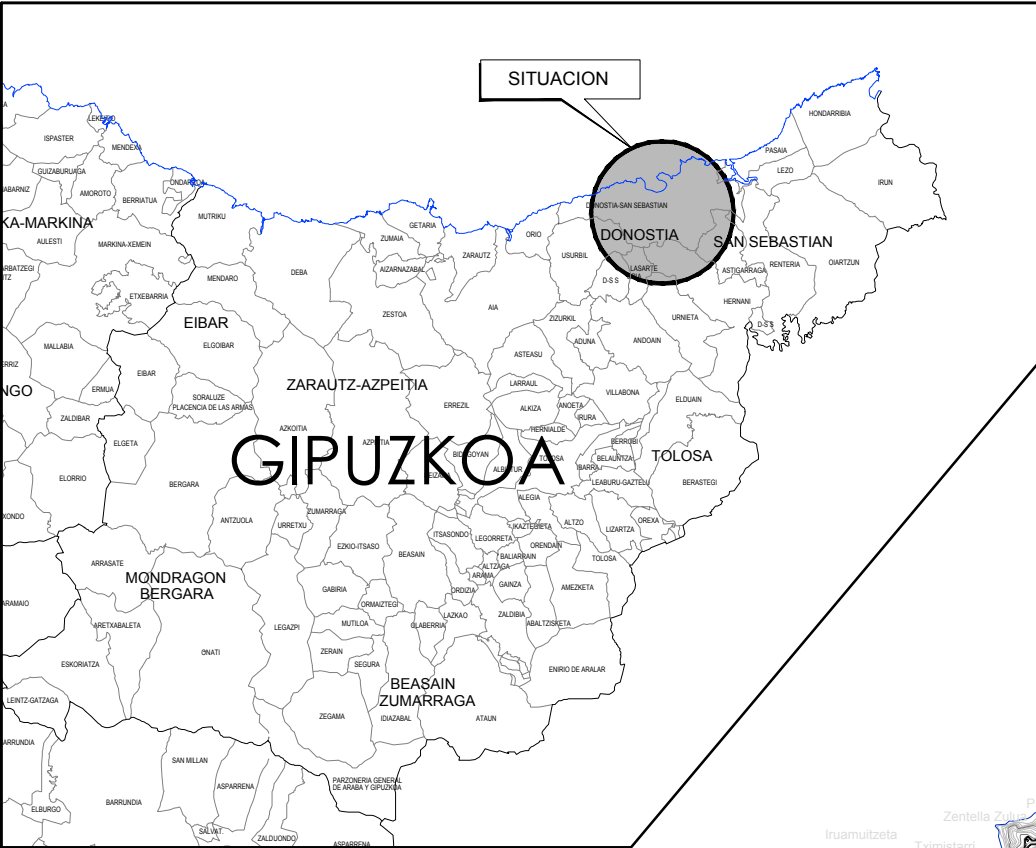 SITUACION
HONDARRIBIA
PASAIA
LEZO
IRUN
ISPASTER
MENDEXA
GUIZABURUAGA
AMOROTO
BERRIATUA
KA-MARKINA
AULESTI
MARKINA-XEMEIN
MUTRIKU
GETARIA
ZUMAIA
ORIO
ZARAUTZ
AIZARNAZABAL
USURBIL
DONOSTIA-SAN SEBASTIAN
DONOSTIA
SAN SEBASTIAN
LASARTE
ASTIGARRAGA
RENTERIA
OIARTZUN
D-S S
HERNANI
MENDARO
DEBA
ETXEBARRIA
ZESTOA
AIA
ZIZURKIL
URNIETA
D-S S
EIBAR
ELGOIBAR
MALLABIA
ADUNA
ANDOAIN
ASTEASU
EIBAR
ERMUA
NGO
SORALUZE
PLACENCIA DE LAS ARMAS
ZARAUTZ-AZPEITIA
ERREZIL
LARRAUL
ALKIZA
ANOETA
VILLABONA
IRURA
ELDUAIN
ZALDIBAR
ELGETA
AZKOITIA
HERNIALDE
BERROBI
TOLOSA
GIPUZKOA
BELAUNTZA
IBARRA
LEABURU-GAZTELU
BERASTEGI
ELORRIO
BERGARA
ALEGIA
ANTZUOLA
ZUMARRAGA
URRETXU
IKAZTEGIETA
ALTZO
LIZARTZA
OREXA
ITSASONDO
LEGORRETA
ORENDAIN
EZKIO-ITSASO
BEASAIN
BALIARRAIN
TOLOSA
ALTZAGA
ARAMA
ARRASATE
MONDRAGON
BERGARA
GABIRIA
ORMAIZTEGI
ORDIZIA
GAINZA
AMEZKETA
ARETXABALETA
LEGAZPI
MUTILOA
LAZKAO
ZALDIBIA
ABALTZISKETA
OLABERRIA
OÑATI
ZERAIN
SEGURA
ESKORIATZA
ENIRIO DE ARALAR
BEASAIN
ZUMARRAGA
LEINTZ-GATZAGA
ZEGAMA
IDIAZABAL
ATAUN
SAN MILLAN
ASPARRENA
PARZONERIA GENERAL
DE ARABA Y GIPUZKOA
ELBURGO
BARRUNDIA
SALVAT.
ZALDUONDO
ASPARRENA
Zentella Zulua
Iruamuitzeta
Tximistarri